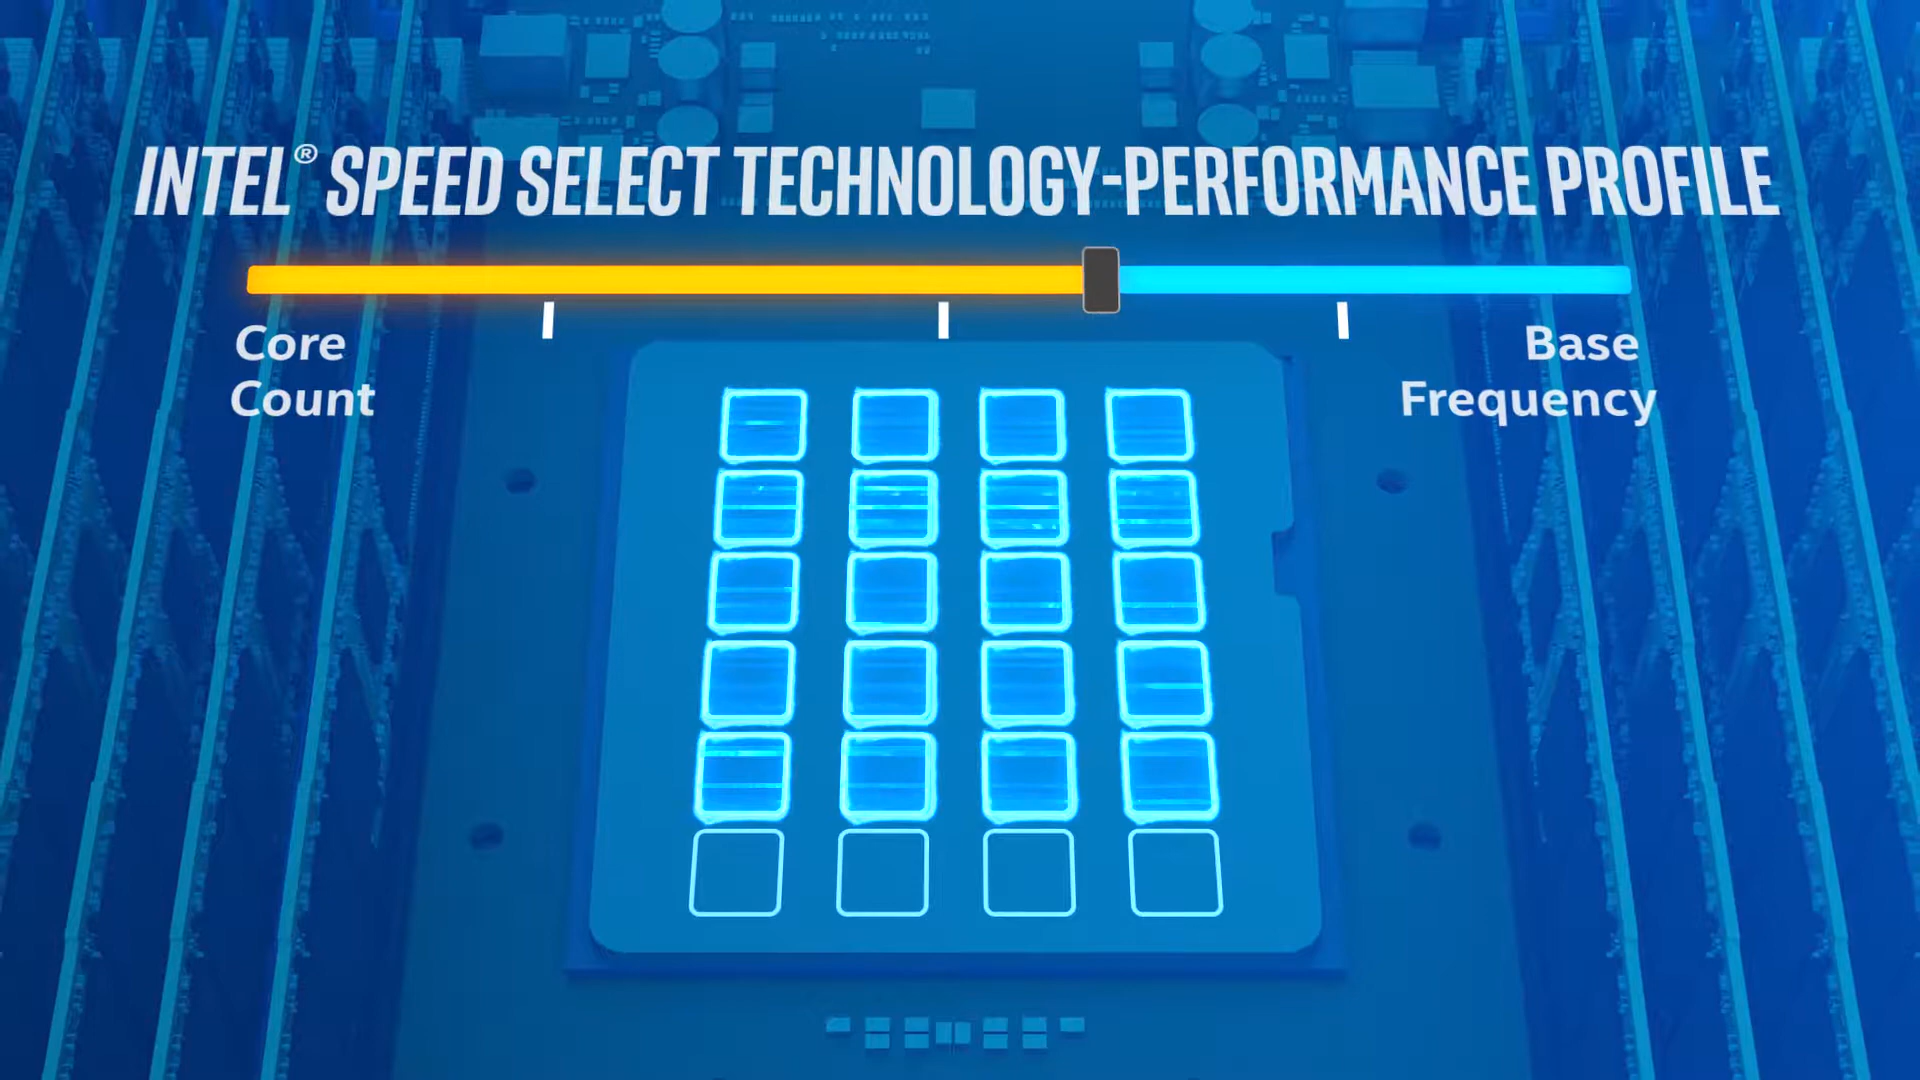 INTEL® SPEED SELECT TECHNOLOGY-PERFORMANCE PROFILE
Core
Count
Base
Frequency